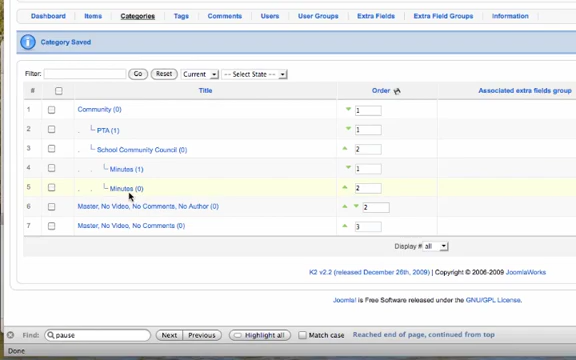 Dashboard Items Categories Tags Comments Users User Groups Extra Fields Extra Field Groups Information
Category Saved
Filter: Go Reset Current -- Select State --
# Title Order Associated extra fields group
1 Community (0) 1
2 PTA (1) 1
3 School Community Council (0) 2
4 Minutes (1) 1
5 Minutes (0) 2
6 Master, No Video, No Comments, No Author (0) 2
7 Master, No Video, No Comments (0) 3
Display # all
K2 v2.2 (released December 26th, 2009) | Copyright © 2006-2009 JoomlaWorks
Joomla! is Free Software released under the GNU/GPL License.
Find: pause Next Previous Highlight all Match case Reached end of page, continued from top
Done